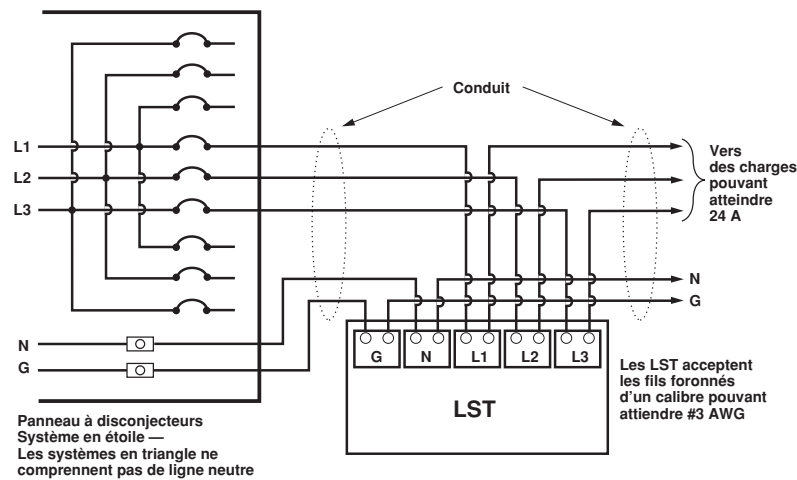 Conduit
L1
L2
L3
Vers
des charges
pouvant
atteindre
24 A
N
G
N
G
G
N
L1
L2
L3
LST
Les LST acceptent
les fils foronnés
d'un calibre pouvant
attiendre #3 AWG
Panneau à disconjecteurs
Système en étoile —
Les systèmes en triangle ne
comprennent pas de ligne neutre